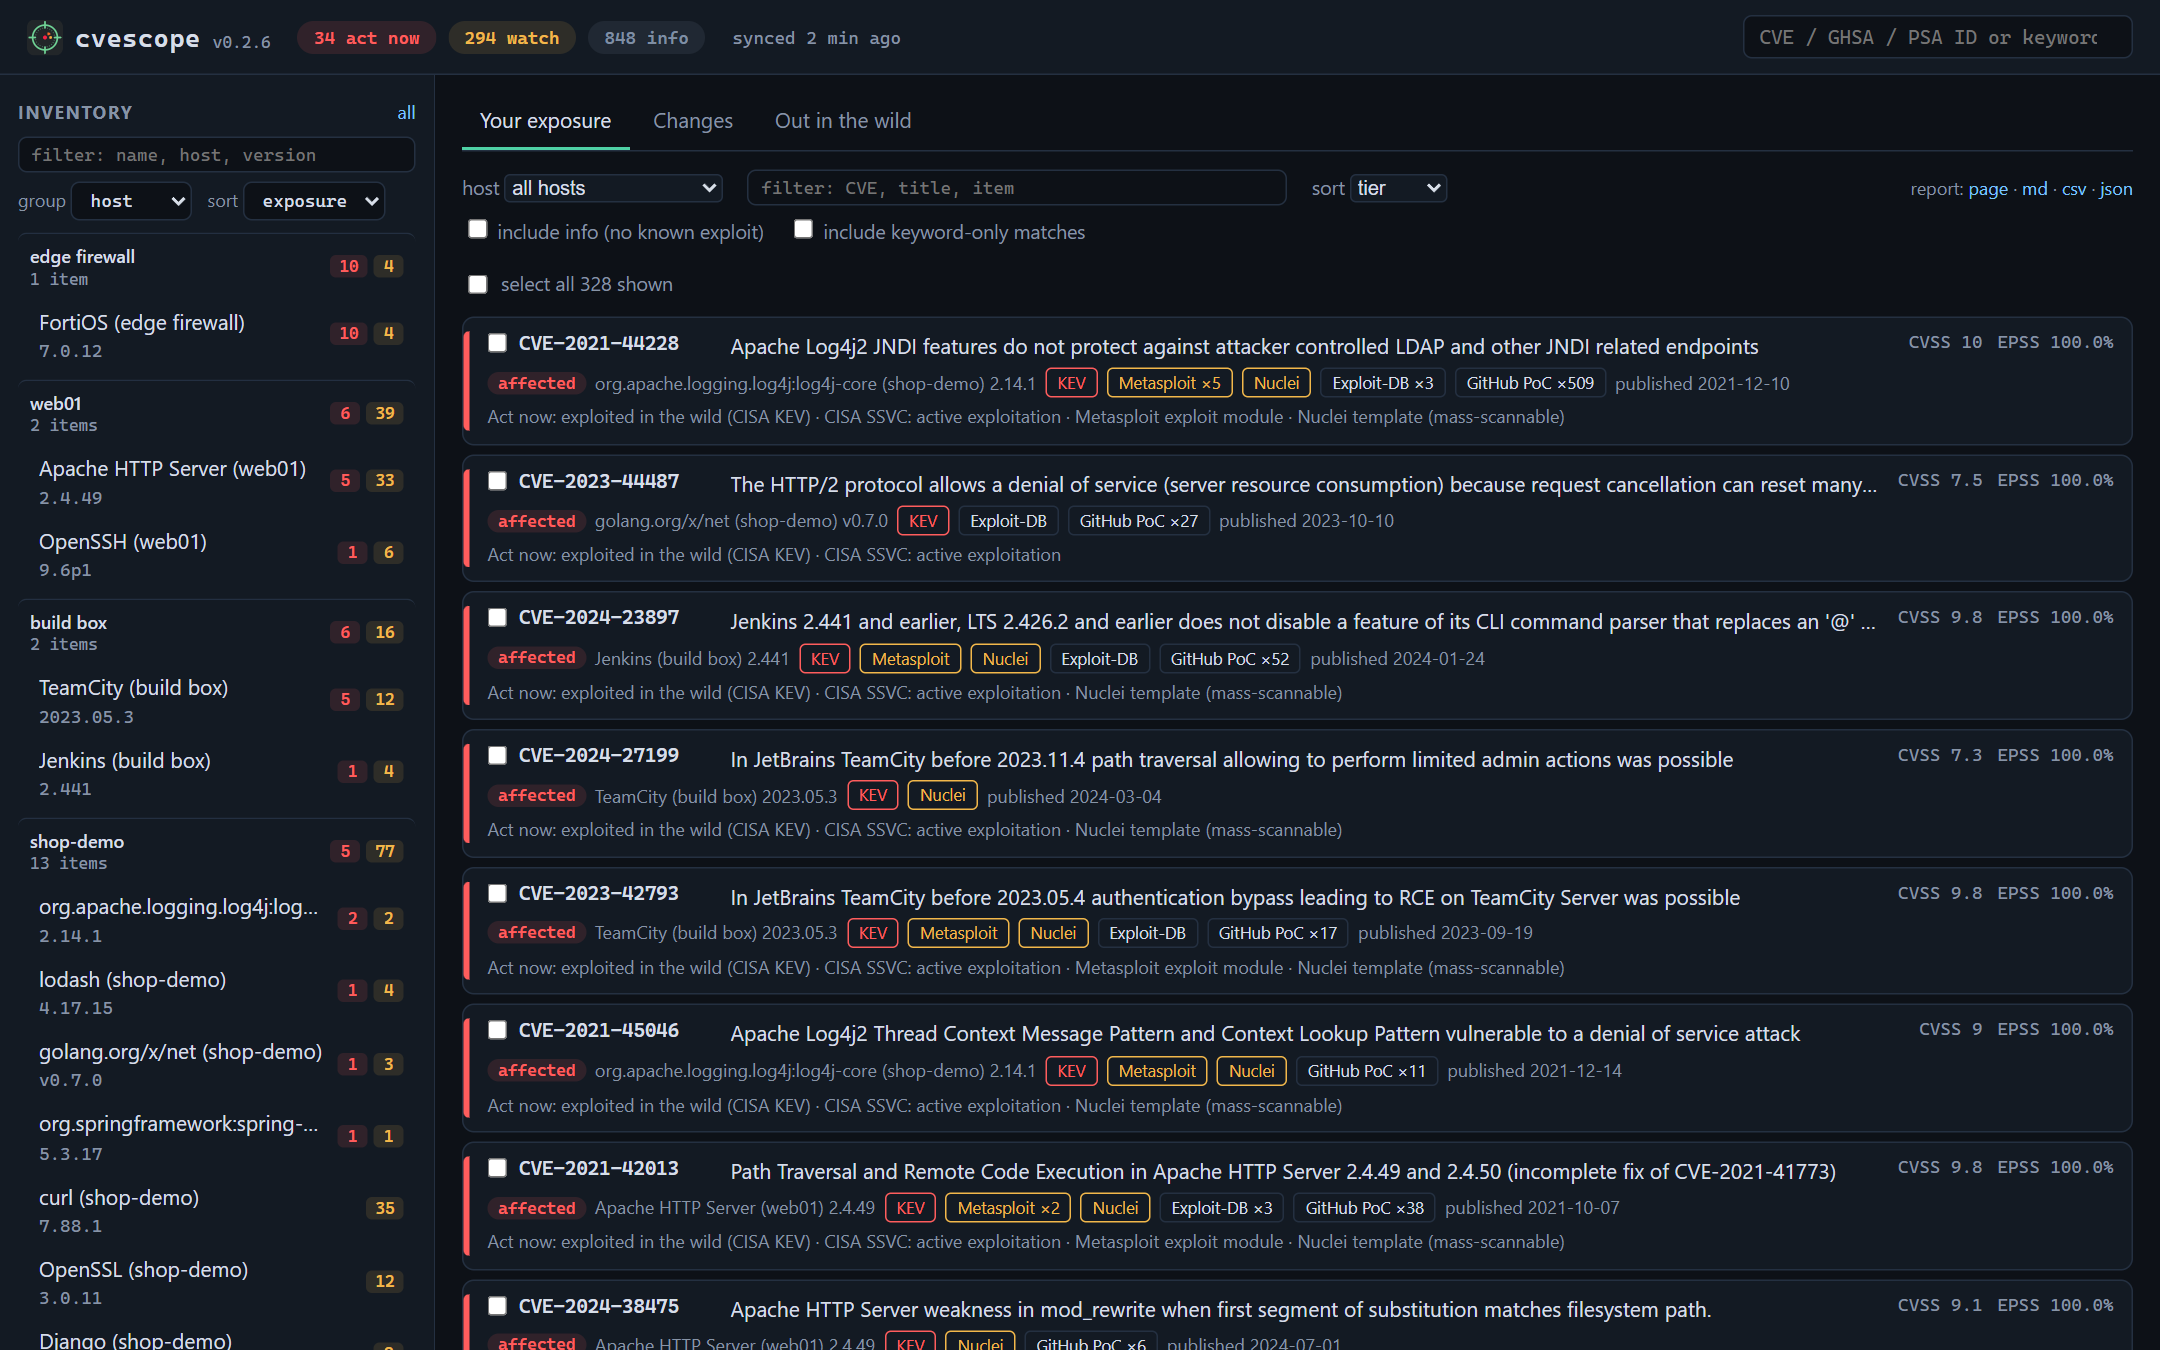 cvescope v0.2.6 34 act now 294 watch 848 info synced 2 min ago CVE / GHSA / PSA ID or keyword
INVENTORY all
filter: name, host, version
group host sort exposure
edge firewall 10 4
1 item
FortiOS (edge firewall) 10 4
7.0.12
web01 6 39
2 items
Apache HTTP Server (web01) 5 33
2.4.49
OpenSSH (web01) 1 6
9.6p1
build box 6 16
2 items
TeamCity (build box) 5 12
2023.05.3
Jenkins (build box) 1 4
2.441
shop-demo 5 77
13 items
org.apache.logging.log4j:log... 2 2
2.14.1
lodash (shop-demo) 1 4
4.17.15
golang.org/x/net (shop-demo) 1 3
v0.7.0
org.springframework:spring-... 1 1
5.3.17
curl (shop-demo) 35
7.88.1
OpenSSL (shop-demo) 12
3.0.11
Django (shop-demo)
Your exposure Changes Out in the wild
host all hosts filter: CVE, title, item sort tier report: page · md · csv · json
include info (no known exploit) include keyword-only matches
select all 328 shown
CVE-2021-44228 Apache Log4j2 JNDI features do not protect against attacker controlled LDAP and other JNDI related endpoints CVSS 10 EPSS 100.0%
affected org.apache.logging.log4j:log4j-core (shop-demo) 2.14.1 KEV Metasploit ×5 Nuclei Exploit-DB ×3 GitHub PoC ×509 published 2021-12-10
Act now: exploited in the wild (CISA KEV) · CISA SSVC: active exploitation · Metasploit exploit module · Nuclei template (mass-scannable)
CVE-2023-44487 The HTTP/2 protocol allows a denial of service (server resource consumption) because request cancellation can reset many... CVSS 7.5 EPSS 100.0%
affected golang.org/x/net (shop-demo) v0.7.0 KEV Exploit-DB GitHub PoC ×27 published 2023-10-10
Act now: exploited in the wild (CISA KEV) · CISA SSVC: active exploitation
CVE-2024-23897 Jenkins 2.441 and earlier, LTS 2.426.2 and earlier does not disable a feature of its CLI command parser that replaces an '@' ... CVSS 9.8 EPSS 100.0%
affected Jenkins (build box) 2.441 KEV Metasploit Nuclei Exploit-DB GitHub PoC ×52 published 2024-01-24
Act now: exploited in the wild (CISA KEV) · CISA SSVC: active exploitation · Nuclei template (mass-scannable)
CVE-2024-27199 In JetBrains TeamCity before 2023.11.4 path traversal allowing to perform limited admin actions was possible CVSS 7.3 EPSS 100.0%
affected TeamCity (build box) 2023.05.3 KEV Nuclei published 2024-03-04
Act now: exploited in the wild (CISA KEV) · CISA SSVC: active exploitation · Nuclei template (mass-scannable)
CVE-2023-42793 In JetBrains TeamCity before 2023.05.4 authentication bypass leading to RCE on TeamCity Server was possible CVSS 9.8 EPSS 100.0%
affected TeamCity (build box) 2023.05.3 KEV Metasploit Nuclei Exploit-DB GitHub PoC ×17 published 2023-09-19
Act now: exploited in the wild (CISA KEV) · CISA SSVC: active exploitation · Metasploit exploit module · Nuclei template (mass-scannable)
CVE-2021-45046 Apache Log4j2 Thread Context Message Pattern and Context Lookup Pattern vulnerable to a denial of service attack CVSS 9 EPSS 100.0%
affected org.apache.logging.log4j:log4j-core (shop-demo) 2.14.1 KEV Metasploit Nuclei GitHub PoC ×11 published 2021-12-14
Act now: exploited in the wild (CISA KEV) · CISA SSVC: active exploitation · Nuclei template (mass-scannable)
CVE-2021-42013 Path Traversal and Remote Code Execution in Apache HTTP Server 2.4.49 and 2.4.50 (incomplete fix of CVE-2021-41773) CVSS 9.8 EPSS 100.0%
affected Apache HTTP Server (web01) 2.4.49 KEV Metasploit ×2 Nuclei Exploit-DB ×3 GitHub PoC ×38 published 2021-10-07
Act now: exploited in the wild (CISA KEV) · CISA SSVC: active exploitation · Metasploit exploit module · Nuclei template (mass-scannable)
CVE-2024-38475 Apache HTTP Server weakness in mod_rewrite when first segment of substitution matches filesystem path. CVSS 9.1 EPSS 100.0%
affected Apache HTTP Server (web01) 2.4.49 KEV Nuclei GitHub PoC ×6 published 2024-07-01